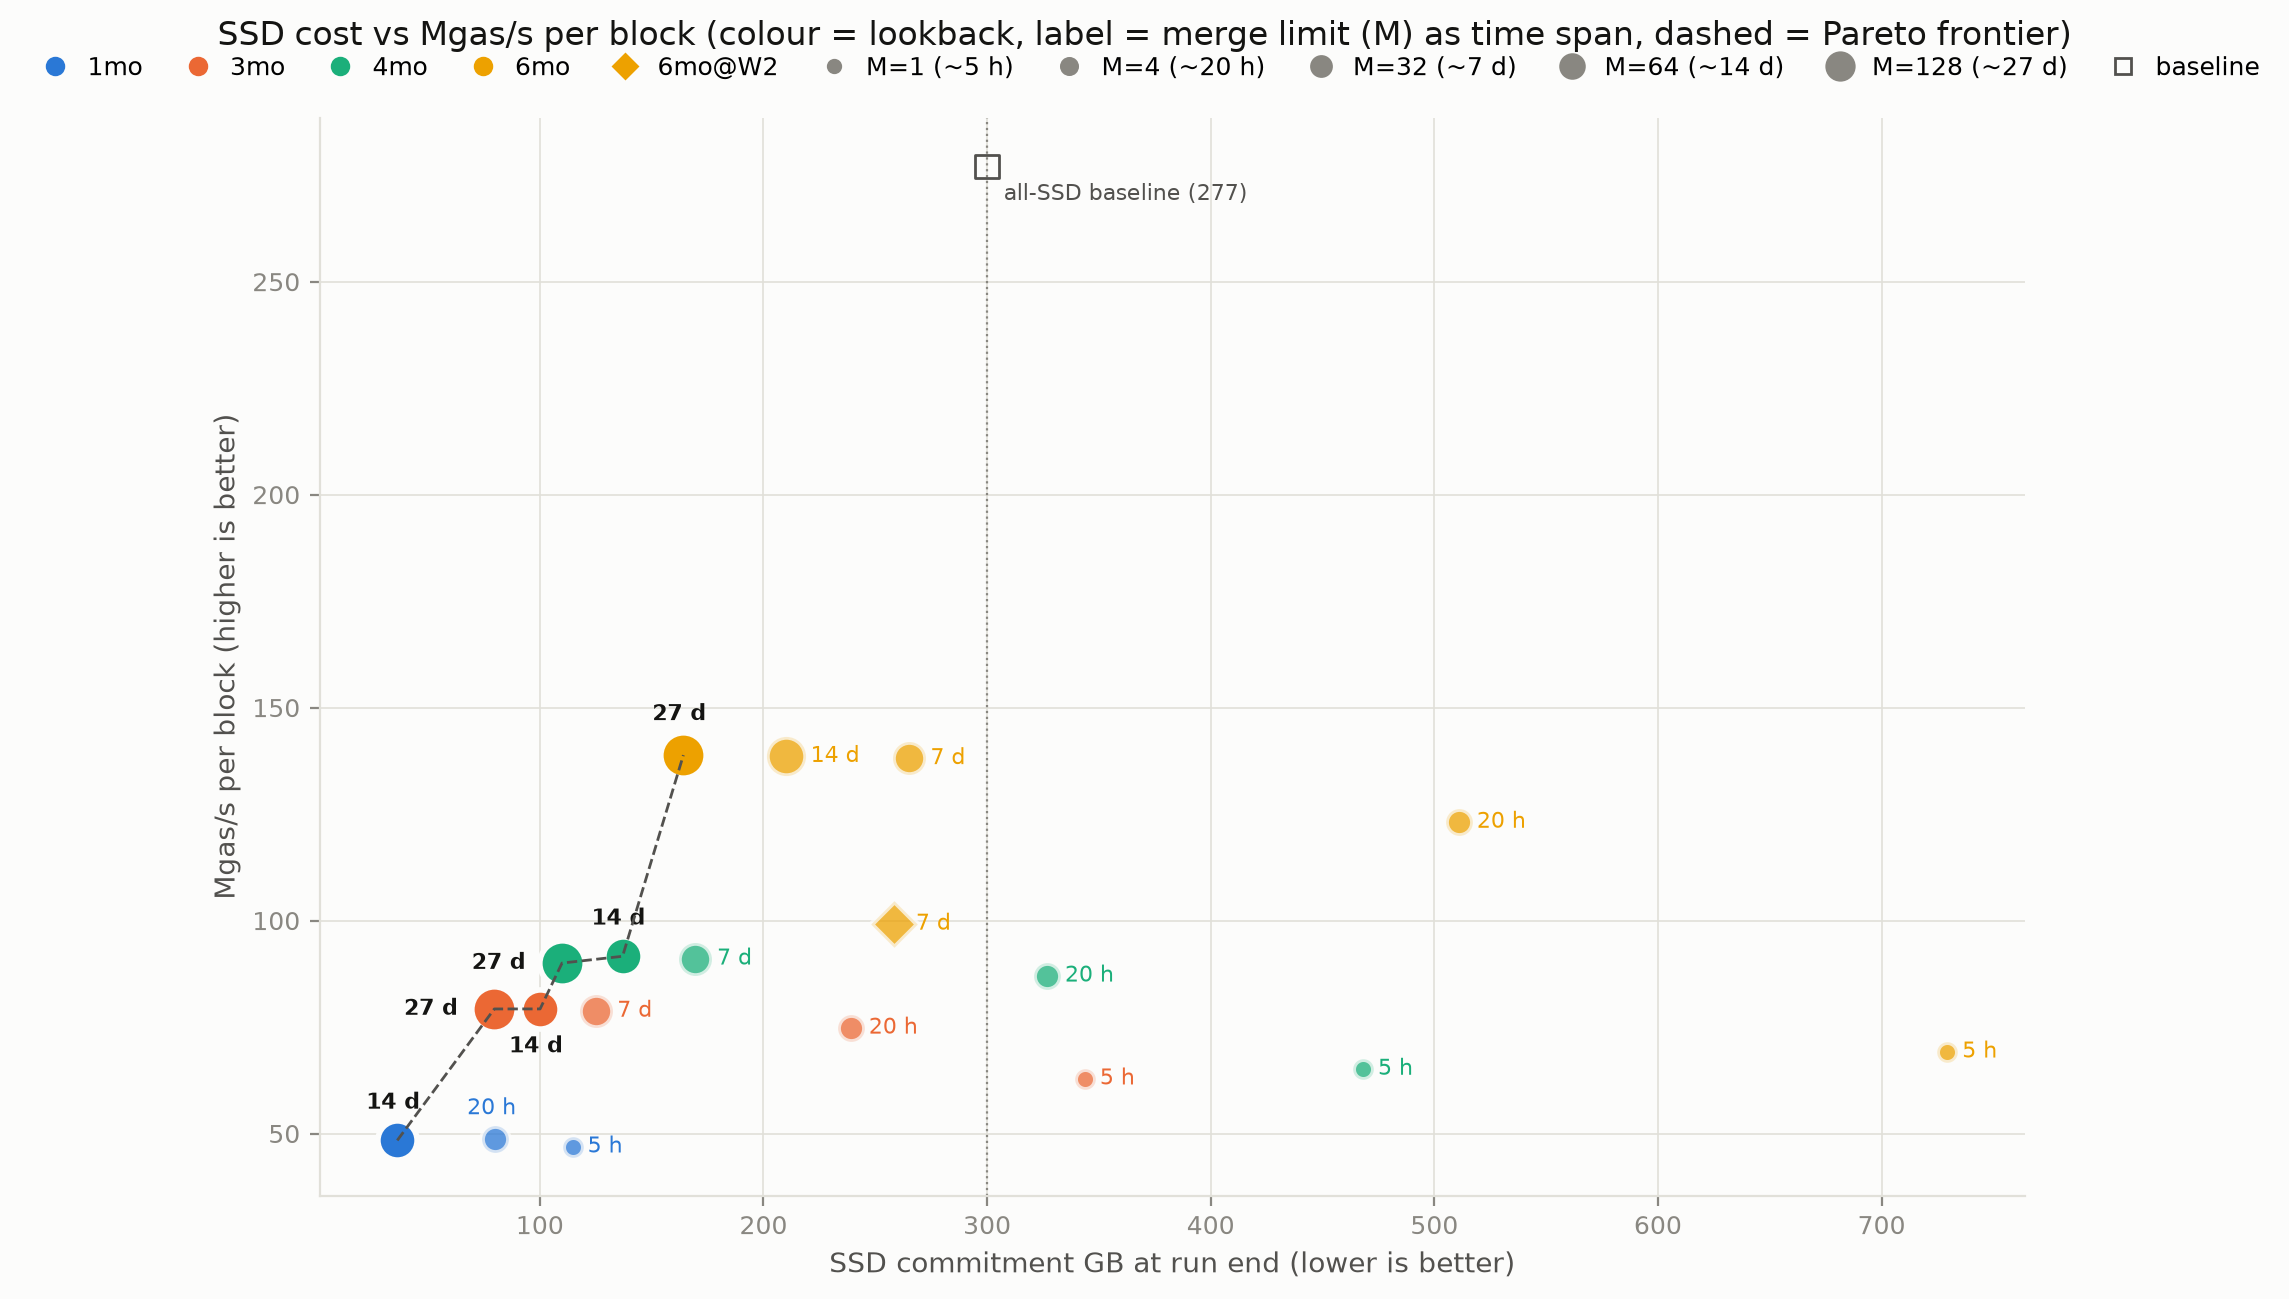 SSD cost vs Mgas/s per block (colour = lookback, label = merge limit (M) as time span, dashed = Pareto frontier)
1mo 3mo 4mo 6mo 6mo@W2 M=1 (~5 h) M=4 (~20 h) M=32 (~7 d) M=64 (~14 d) M=128 (~27 d) baseline
all-SSD baseline (277)
250
200
150
100
50
Mgas/s per block (higher is better)
27 d
14 d
7 d
20 h
14 d
7 d
27 d
7 d
20 h
27 d
7 d
14 d
20 h
5 h
5 h
5 h
14 d
20 h
5 h
100 200 300 400 500 600 700
SSD commitment GB at run end (lower is better)